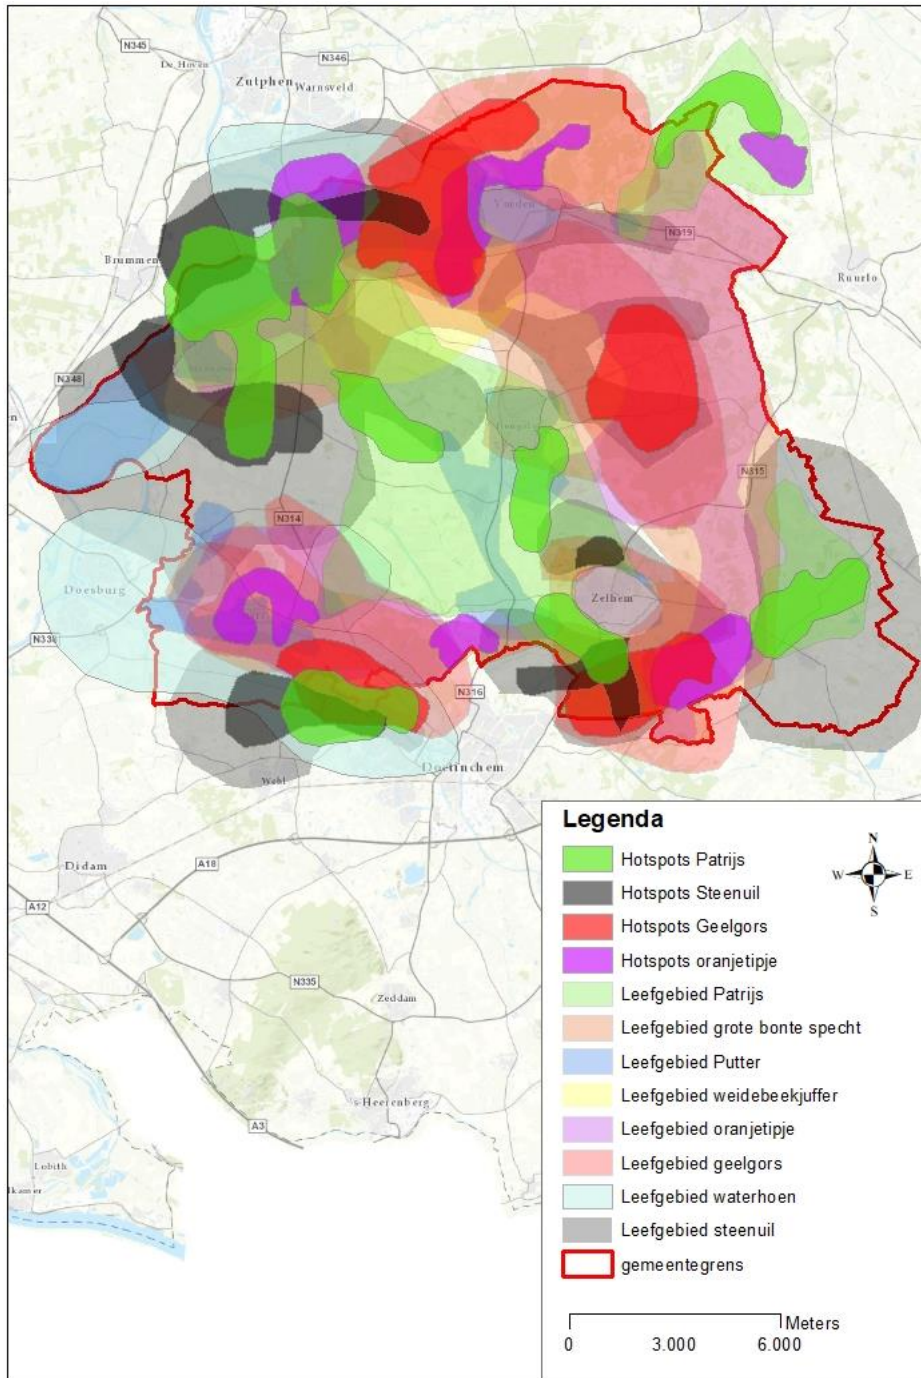 N345
De Hoven
N346
Zutphen
Warnsveld
Vorden
N319
Brummen
Ruurlo
N348
N315
N314
Doesburg
Zelhem
N338
N316
Doetinchem
Wehl
Didam
A18
A12
N335
Zeddam
's-Heerenberg
A3
Lobith
lkamer
Legenda
N
W E
S
Hotspots Patrijs
Hotspots Steenuil
Hotspots Geelgors
Hotspots oranjetipje
Leefgebied Patrijs
Leefgebied grote bonte specht
Leefgebied Putter
Leefgebied weidebeekjuffer
Leefgebied oranjetipje
Leefgebied geelgors
Leefgebied waterhoen
Leefgebied steenuil
gemeentegrens
Meters
0 3.000 6.000